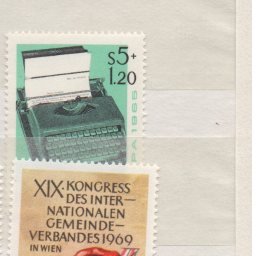 S5+
1.20
XIX. KONGRESS
DES INTER—
NATIONALEN
GEMEINDE—
VERBANDES 1969
IN WIEN